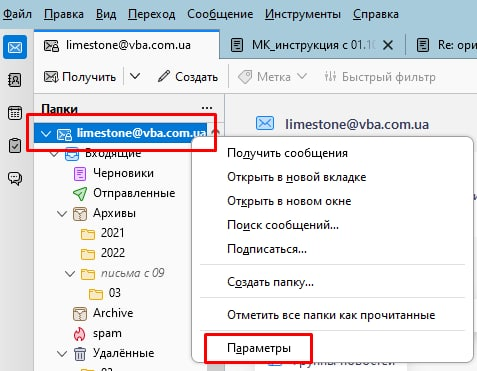 Файл Правка Вид Переход Сообщение Инструменты Справка
limestone@vba.com.ua МК_инструкция с 01.10 Re: ори
Получить Создать Метка Быстрый фильтр
Папки ...
limestone@vba.com.ua limestone@vba.com.ua
Входящие
Черновики
Отправленные
Архивы
2021
2022
письма с 09
03
Archive
spam
Удалённые
03
Получить сообщения
Открыть в новой вкладке
Открыть в новом окне
Поиск сообщений...
Подписаться...
Создать папку...
Отметить все папки как прочитанные
Параметры